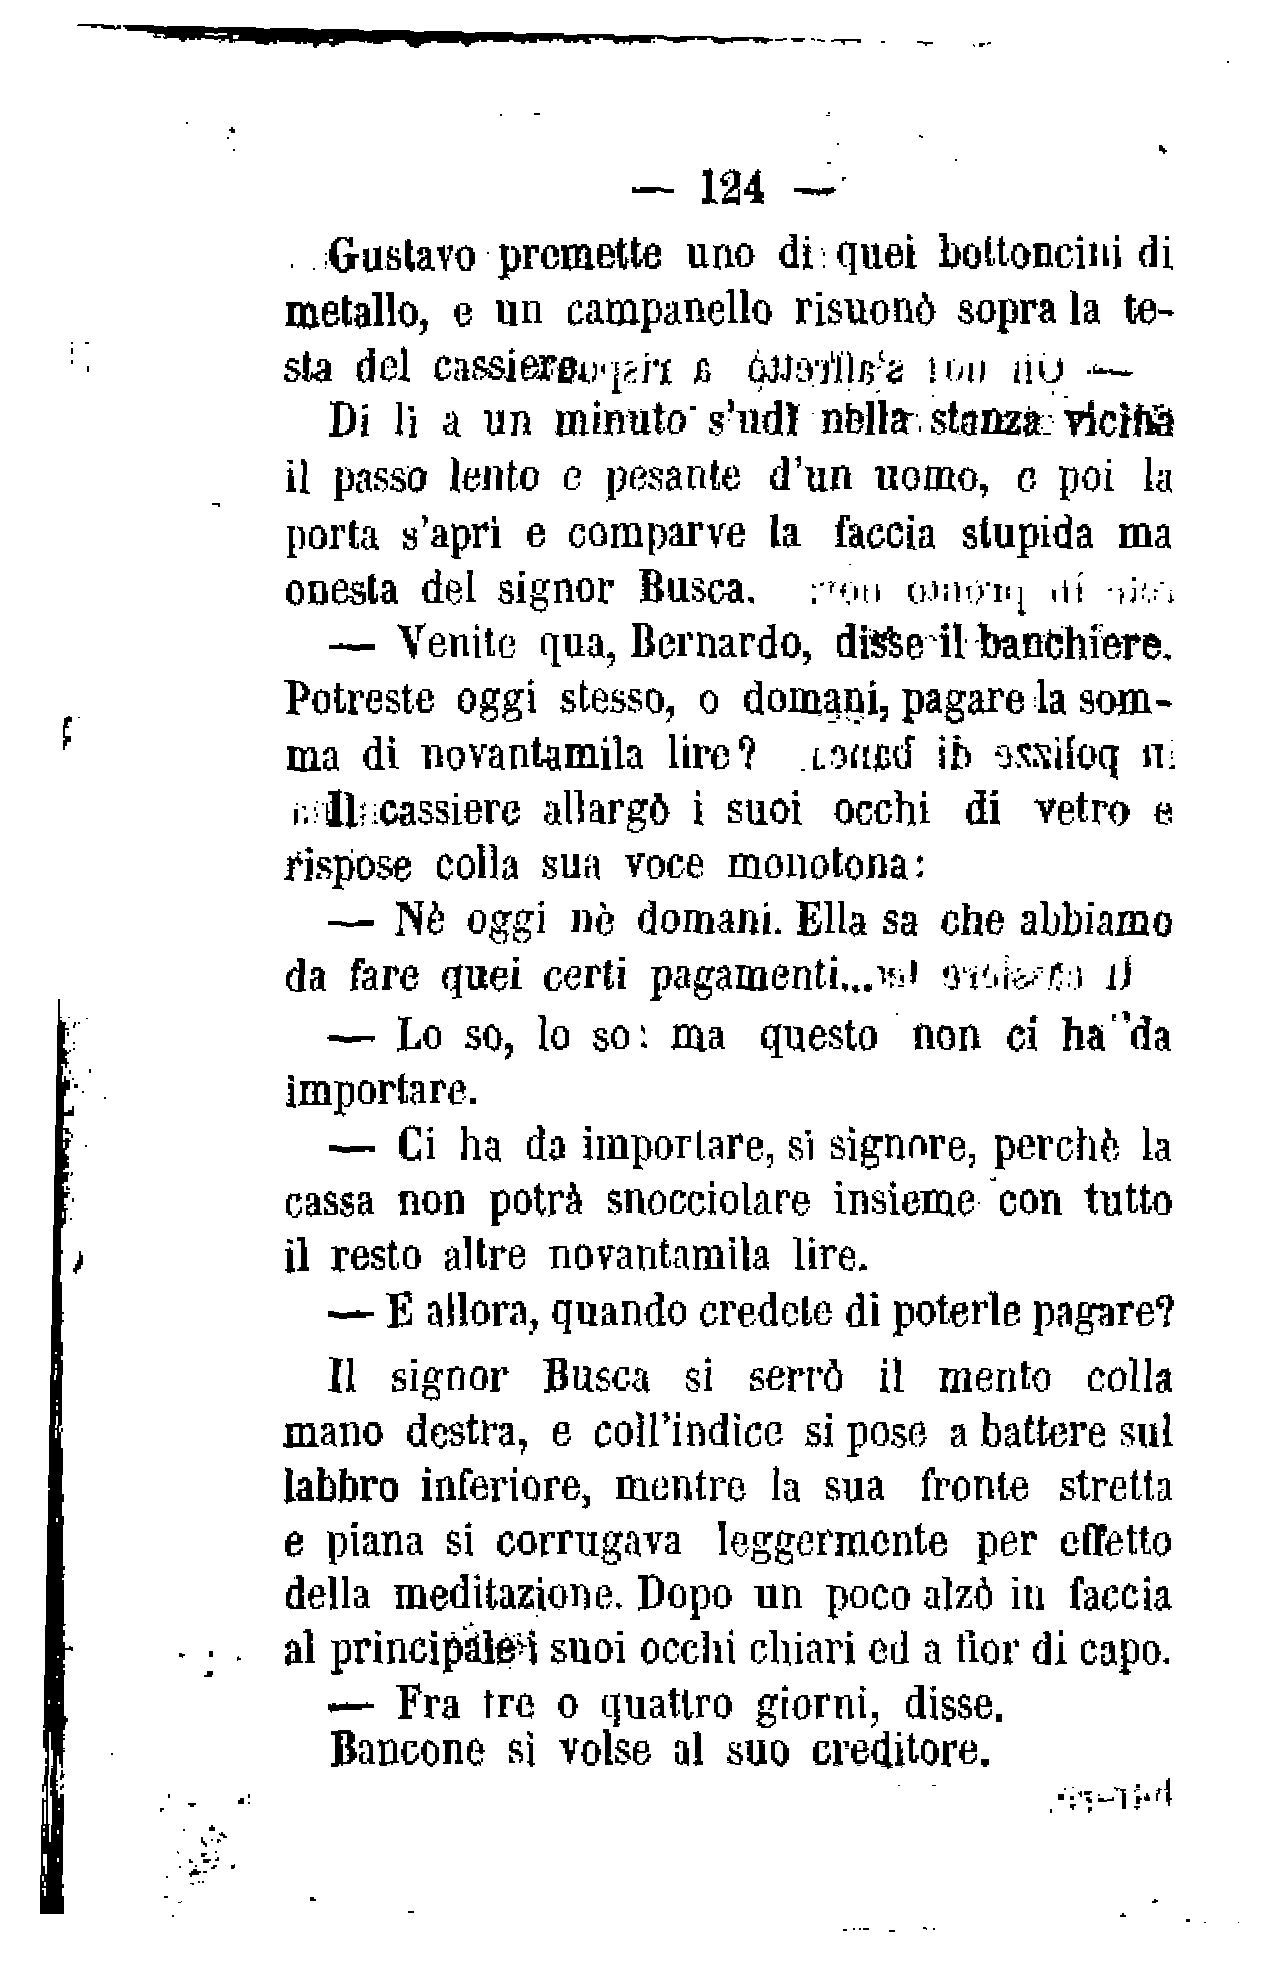 — 124 —
Gustavo premette uno di quei bottoncini di
metallo, e un campanello risuonò sopra la te-
sta del cassiere
Di lì a un minuto s'udì nella stanza vicina
il passo lento e pesante d'un uomo, e poi la
porta s'aprì e comparve la faccia stupida ma
onesta del signor Busca.
— Venite qua, Bernardo, disse il banchiere.
Potreste oggi stesso, o domani, pagare la som-
ma di novantamila lire?
Il cassiere allargò i suoi occhi di vetro e
rispose colla sua voce monotona:
— Nè oggi nè domani. Ella sa che abbiamo
da fare quei certi pagamenti...
— Lo so, lo so: ma questo non ci ha da
importare.
— Ci ha da importare, sì signore, perchè la
cassa non potrà snocciolare insieme con tutto
il resto altre novantamila lire.
— E allora, quando credete di poterle pagare?
Il signor Busca si serrò il mento colla
mano destra, e coll'indice si pose a battere sul
labbro inferiore, mentre la sua fronte stretta
e piana si corrugava leggermente per effetto
della meditazione. Dopo un poco alzò in faccia
al principale i suoi occhi chiari ed a fior di capo.
— Fra tre o quattro giorni, disse.
Bancone si volse al suo creditore.